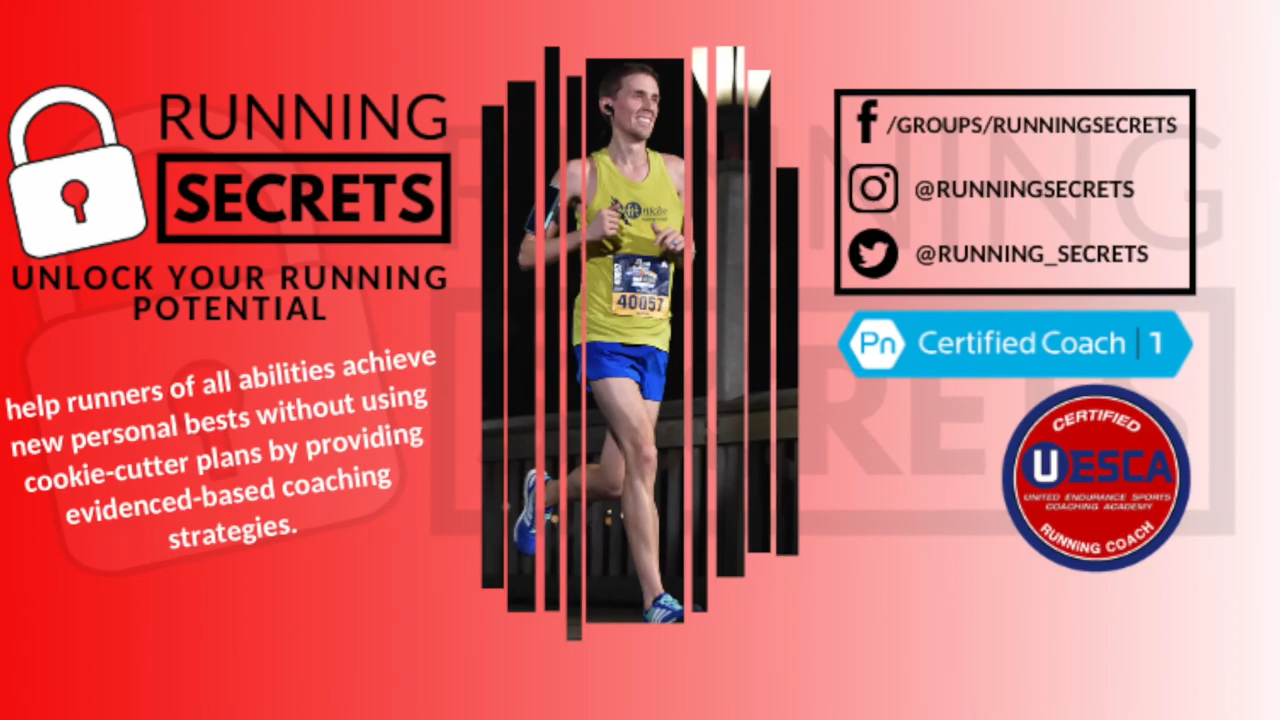 RUNNING
SECRETS
UNLOCK YOUR RUNNING
POTENTIAL
help runners of all abilities achieve
new personal bests without using
cookie-cutter plans by providing
evidenced-based coaching
strategies.
40057
/GROUPS/RUNNINGSECRETS
@RUNNINGSECRETS
@RUNNING_SECRETS
Pn Certified Coach | 1
CERTIFIED
UESCA
UNITED ENDURANCE SPORTS
COACHING ACADEMY
RUNNING COACH